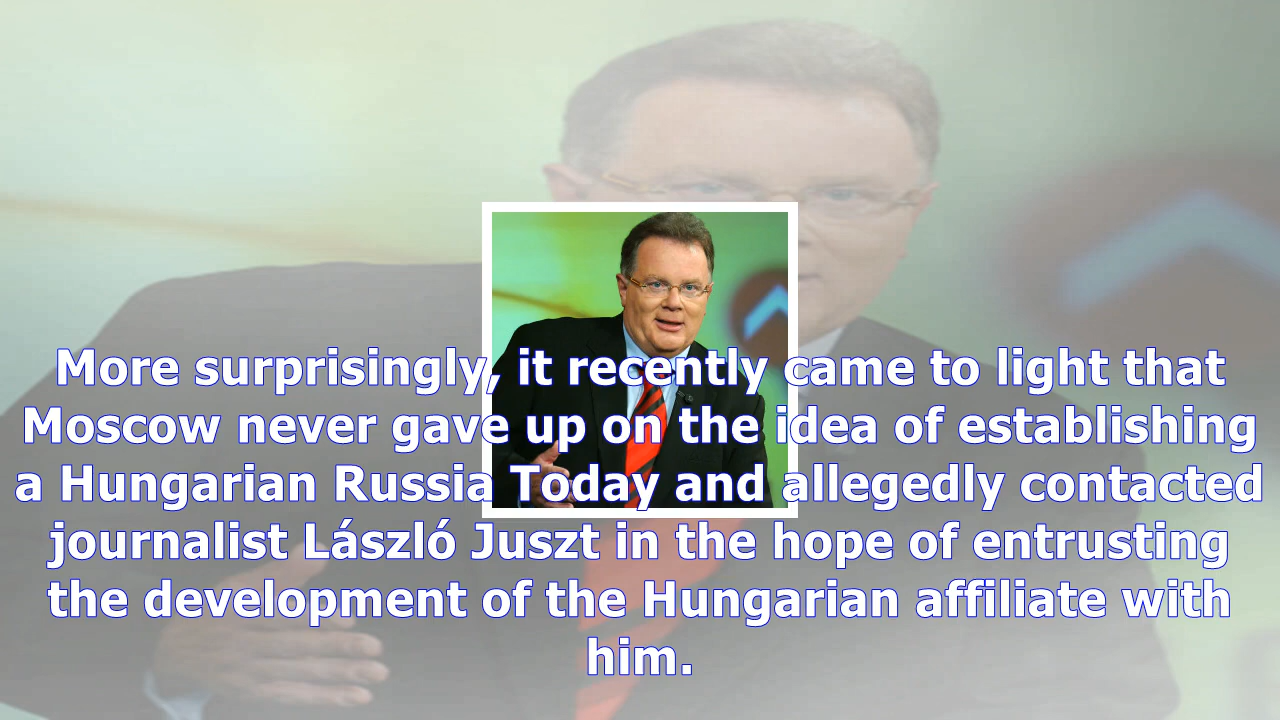 More surprisingly, it recently came to light that
Moscow never gave up on the idea of establishing
a Hungarian Russia Today and allegedly contacted
journalist László Juszt in the hope of entrusting
the development of the Hungarian affiliate with
him.